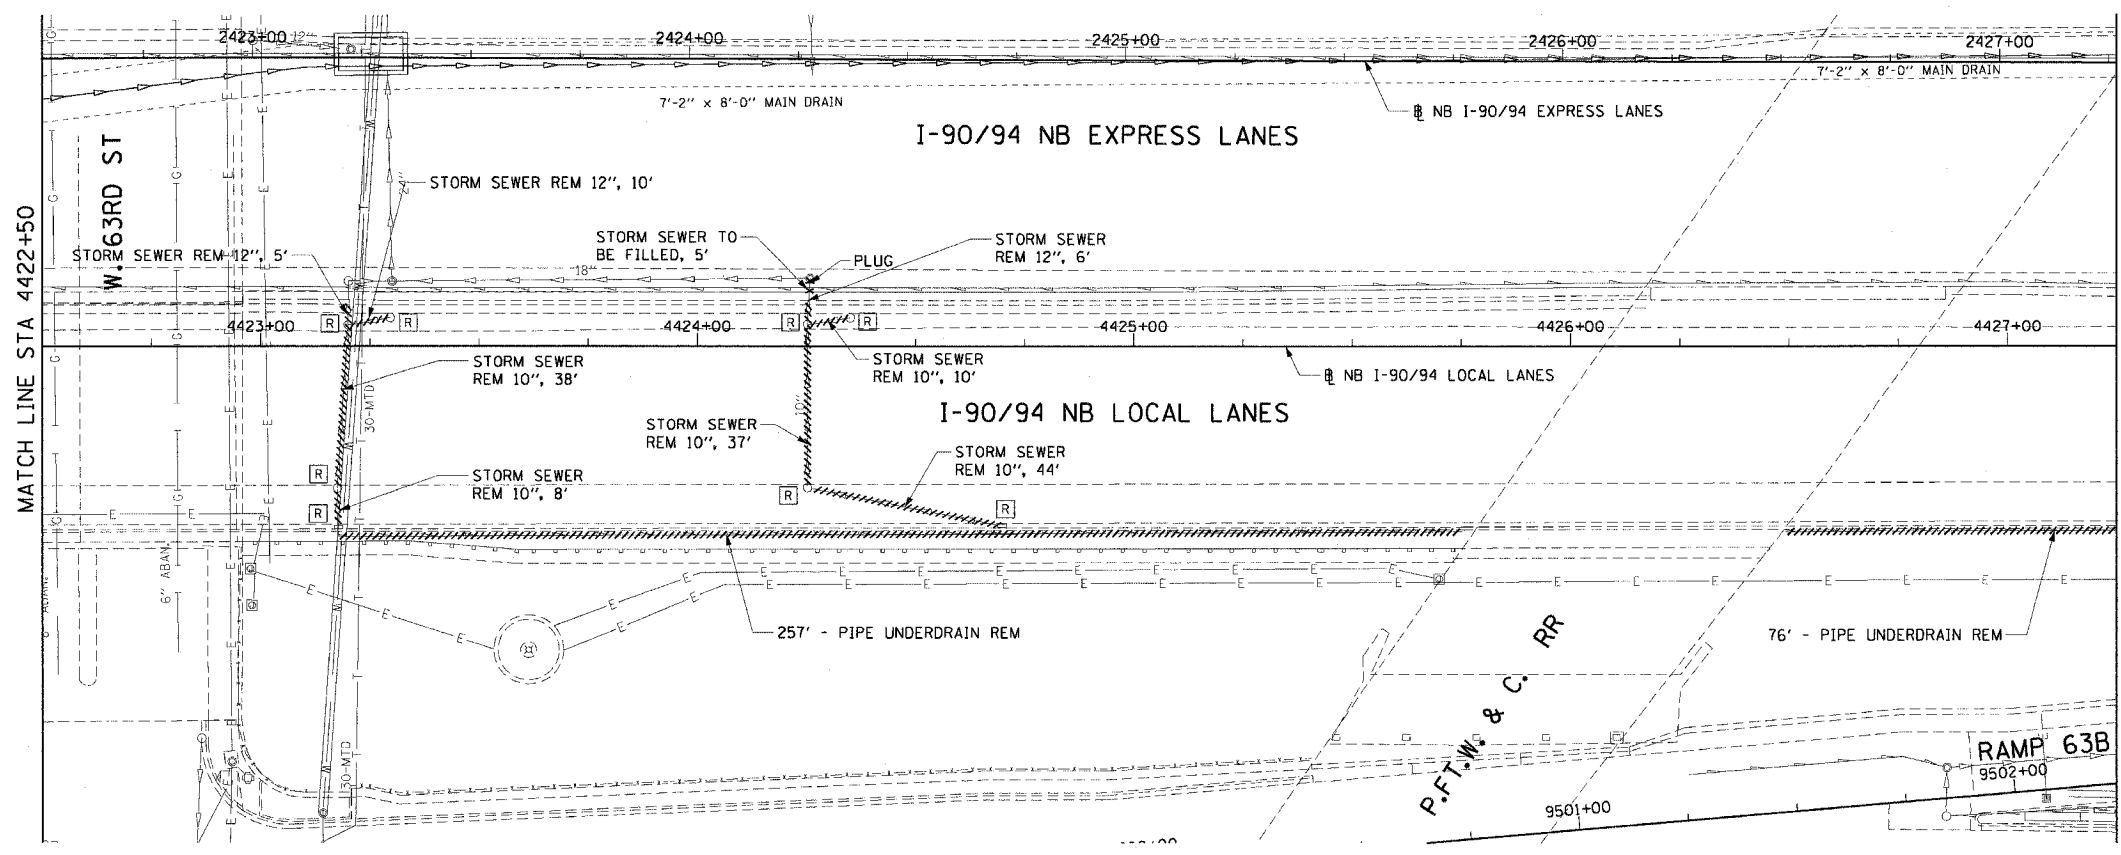 2423+00
12"
2424+00
2425+00
2426+00
2427+00
7'-2" x 8'-0" MAIN DRAIN
7'-2" x 8'-0" MAIN DRAIN
NB I-90/94 EXPRESS LANES
I-90/94 NB EXPRESS LANES
W. 63RD ST
MATCH LINE STA 4422+50
24"
STORM SEWER REM 12", 10'
STORM SEWER REM 12", 5'
STORM SEWER TO
BE FILLED, 5'
PLUG
STORM SEWER
REM 12", 6'
18"
4423+00
R
R
4424+00
R
R
4425+00
4426+00
4427+00
STORM SEWER
REM 10", 38'
STORM SEWER
REM 10", 10'
NB I-90/94 LOCAL LANES
I-90/94 NB LOCAL LANES
30-MTD
10"
STORM SEWER
REM 10", 37'
STORM SEWER
REM 10", 44'
R
STORM SEWER
REM 10", 8'
R
R
R
6" ABAN.
257' - PIPE UNDERDRAIN REM
76' - PIPE UNDERDRAIN REM
P.FT.W. & C. RR
30-MTD
RAMP 63B
9502+00
9501+00